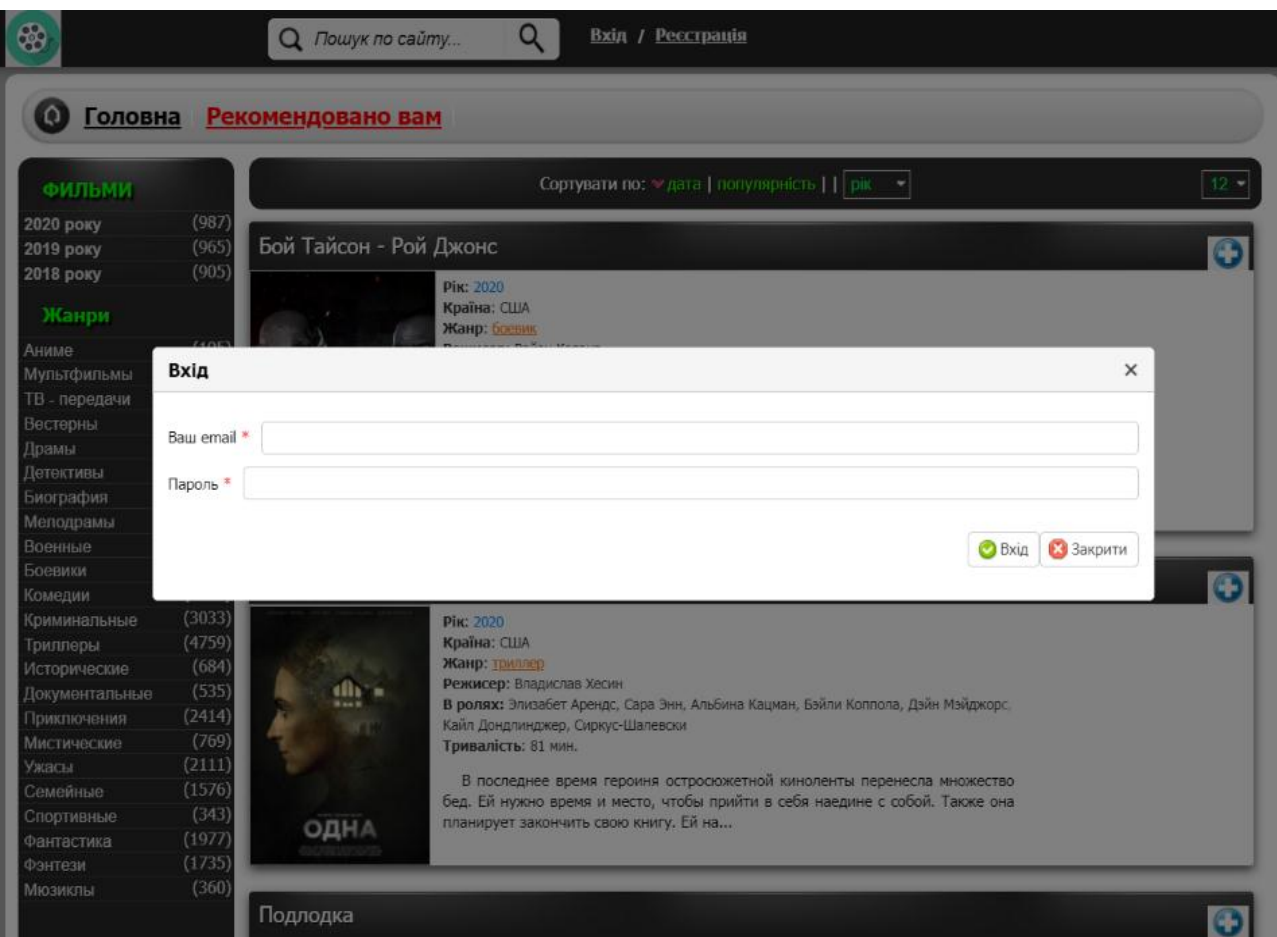 Пошук по сайту...
Вхід / Реєстрація
Головна Рекомендовано вам
ФИЛЬМИ
2020 року (987)
2019 року (965)
2018 року (905)
Жанри
Аниме (195)
Мультфильмы
ТВ - передачи
Вестерны
Драмы
Детективы
Биография
Мелодрамы
Военные
Боевики
Комедии
Криминальные (3033)
Триллеры (4759)
Исторические (684)
Документальные (535)
Приключения (2414)
Мистические (769)
Ужасы (2111)
Семейные (1576)
Спортивные (343)
Фантастика (1977)
Фэнтези (1735)
Мюзиклы (360)
Сортувати по: дата | популярність | | рік 12
Бой Тайсон - Рой Джонс
Рік: 2020
Країна: США
Жанр: боевик
Вхід
Ваш email *
Пароль *
Вхід Закрити
Рік: 2020
Країна: США
Жанр: триллер
Режисер: Владислав Хесин
В ролях: Элизабет Арендс, Сара Энн, Альбина Кацман, Бэйли Коппола, Дэйн Мэйджорс,
Кайл Дондлинджер, Сиркус-Шалевски
Тривалість: 81 мин.
В последнее время героиня остросюжетной киноленты перенесла множество
бед. Ей нужно время и место, чтобы прийти в себя наедине с собой. Также она
планирует закончить свою книгу. Ей на...
ОДНА
Подлодка